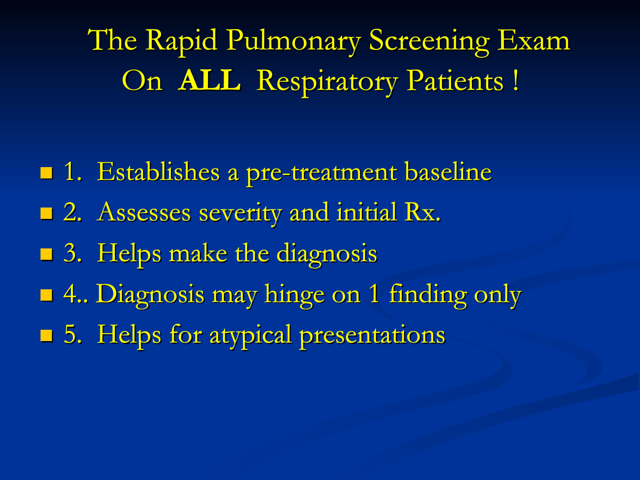 The Rapid Pulmonary Screening Exam
On ALL Respiratory Patients !
1. Establishes a pre-treatment baseline
2. Assesses severity and initial Rx.
3. Helps make the diagnosis
4.. Diagnosis may hinge on 1 finding only
5. Helps for atypical presentations